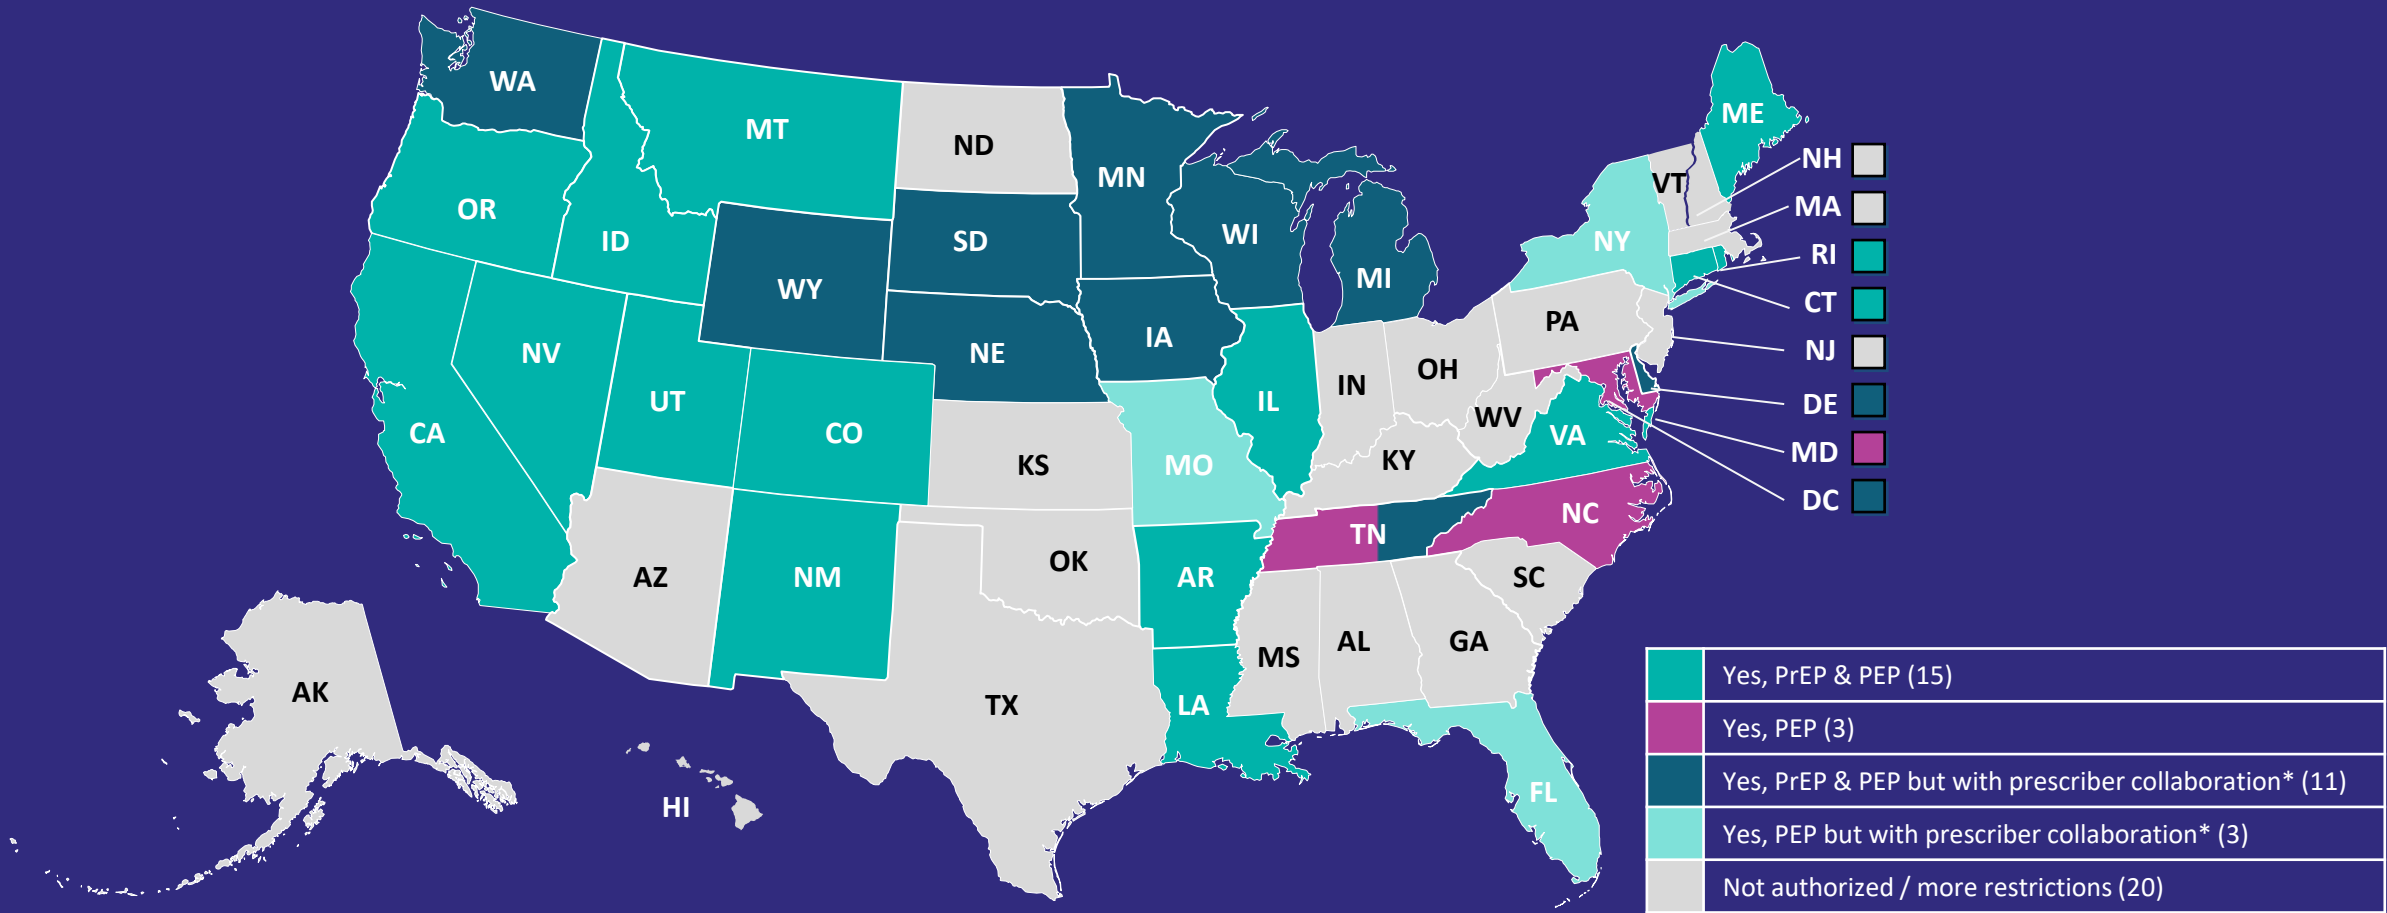 WA
MT
ND
MN
ME
OR
ID
SD
WI
MI
NY
VT
NH
MA
RI
CT
NJ
DE
MD
DC
WY
NE
IA
PA
NV
UT
CO
CA
KS
MO
IL
IN
OH
WV
VA
KY
NC
TN
AZ
NM
OK
AR
SC
MS
AL
GA
TX
LA
FL
AK
HI
Yes, PrEP & PEP (15)
Yes, PEP (3)
Yes, PrEP & PEP but with prescriber collaboration* (11)
Yes, PEP but with prescriber collaboration* (3)
Not authorized / more restrictions (20)